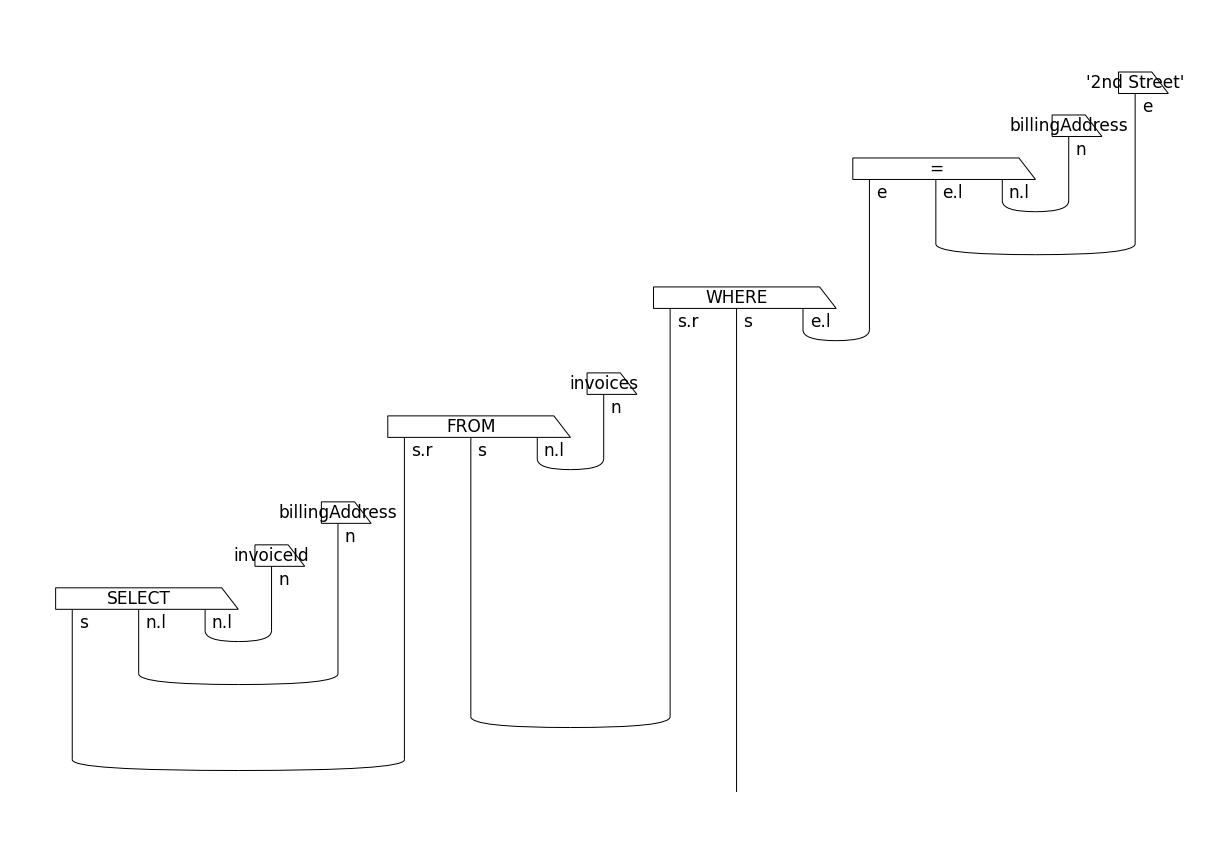 '2nd Street'
e
billingAddress
n
=
e e.l n.l
WHERE
s.r s e.l
invoices
n
FROM
s.r s n.l
billingAddress
n
invoiceId
n
SELECT
s n.l n.l